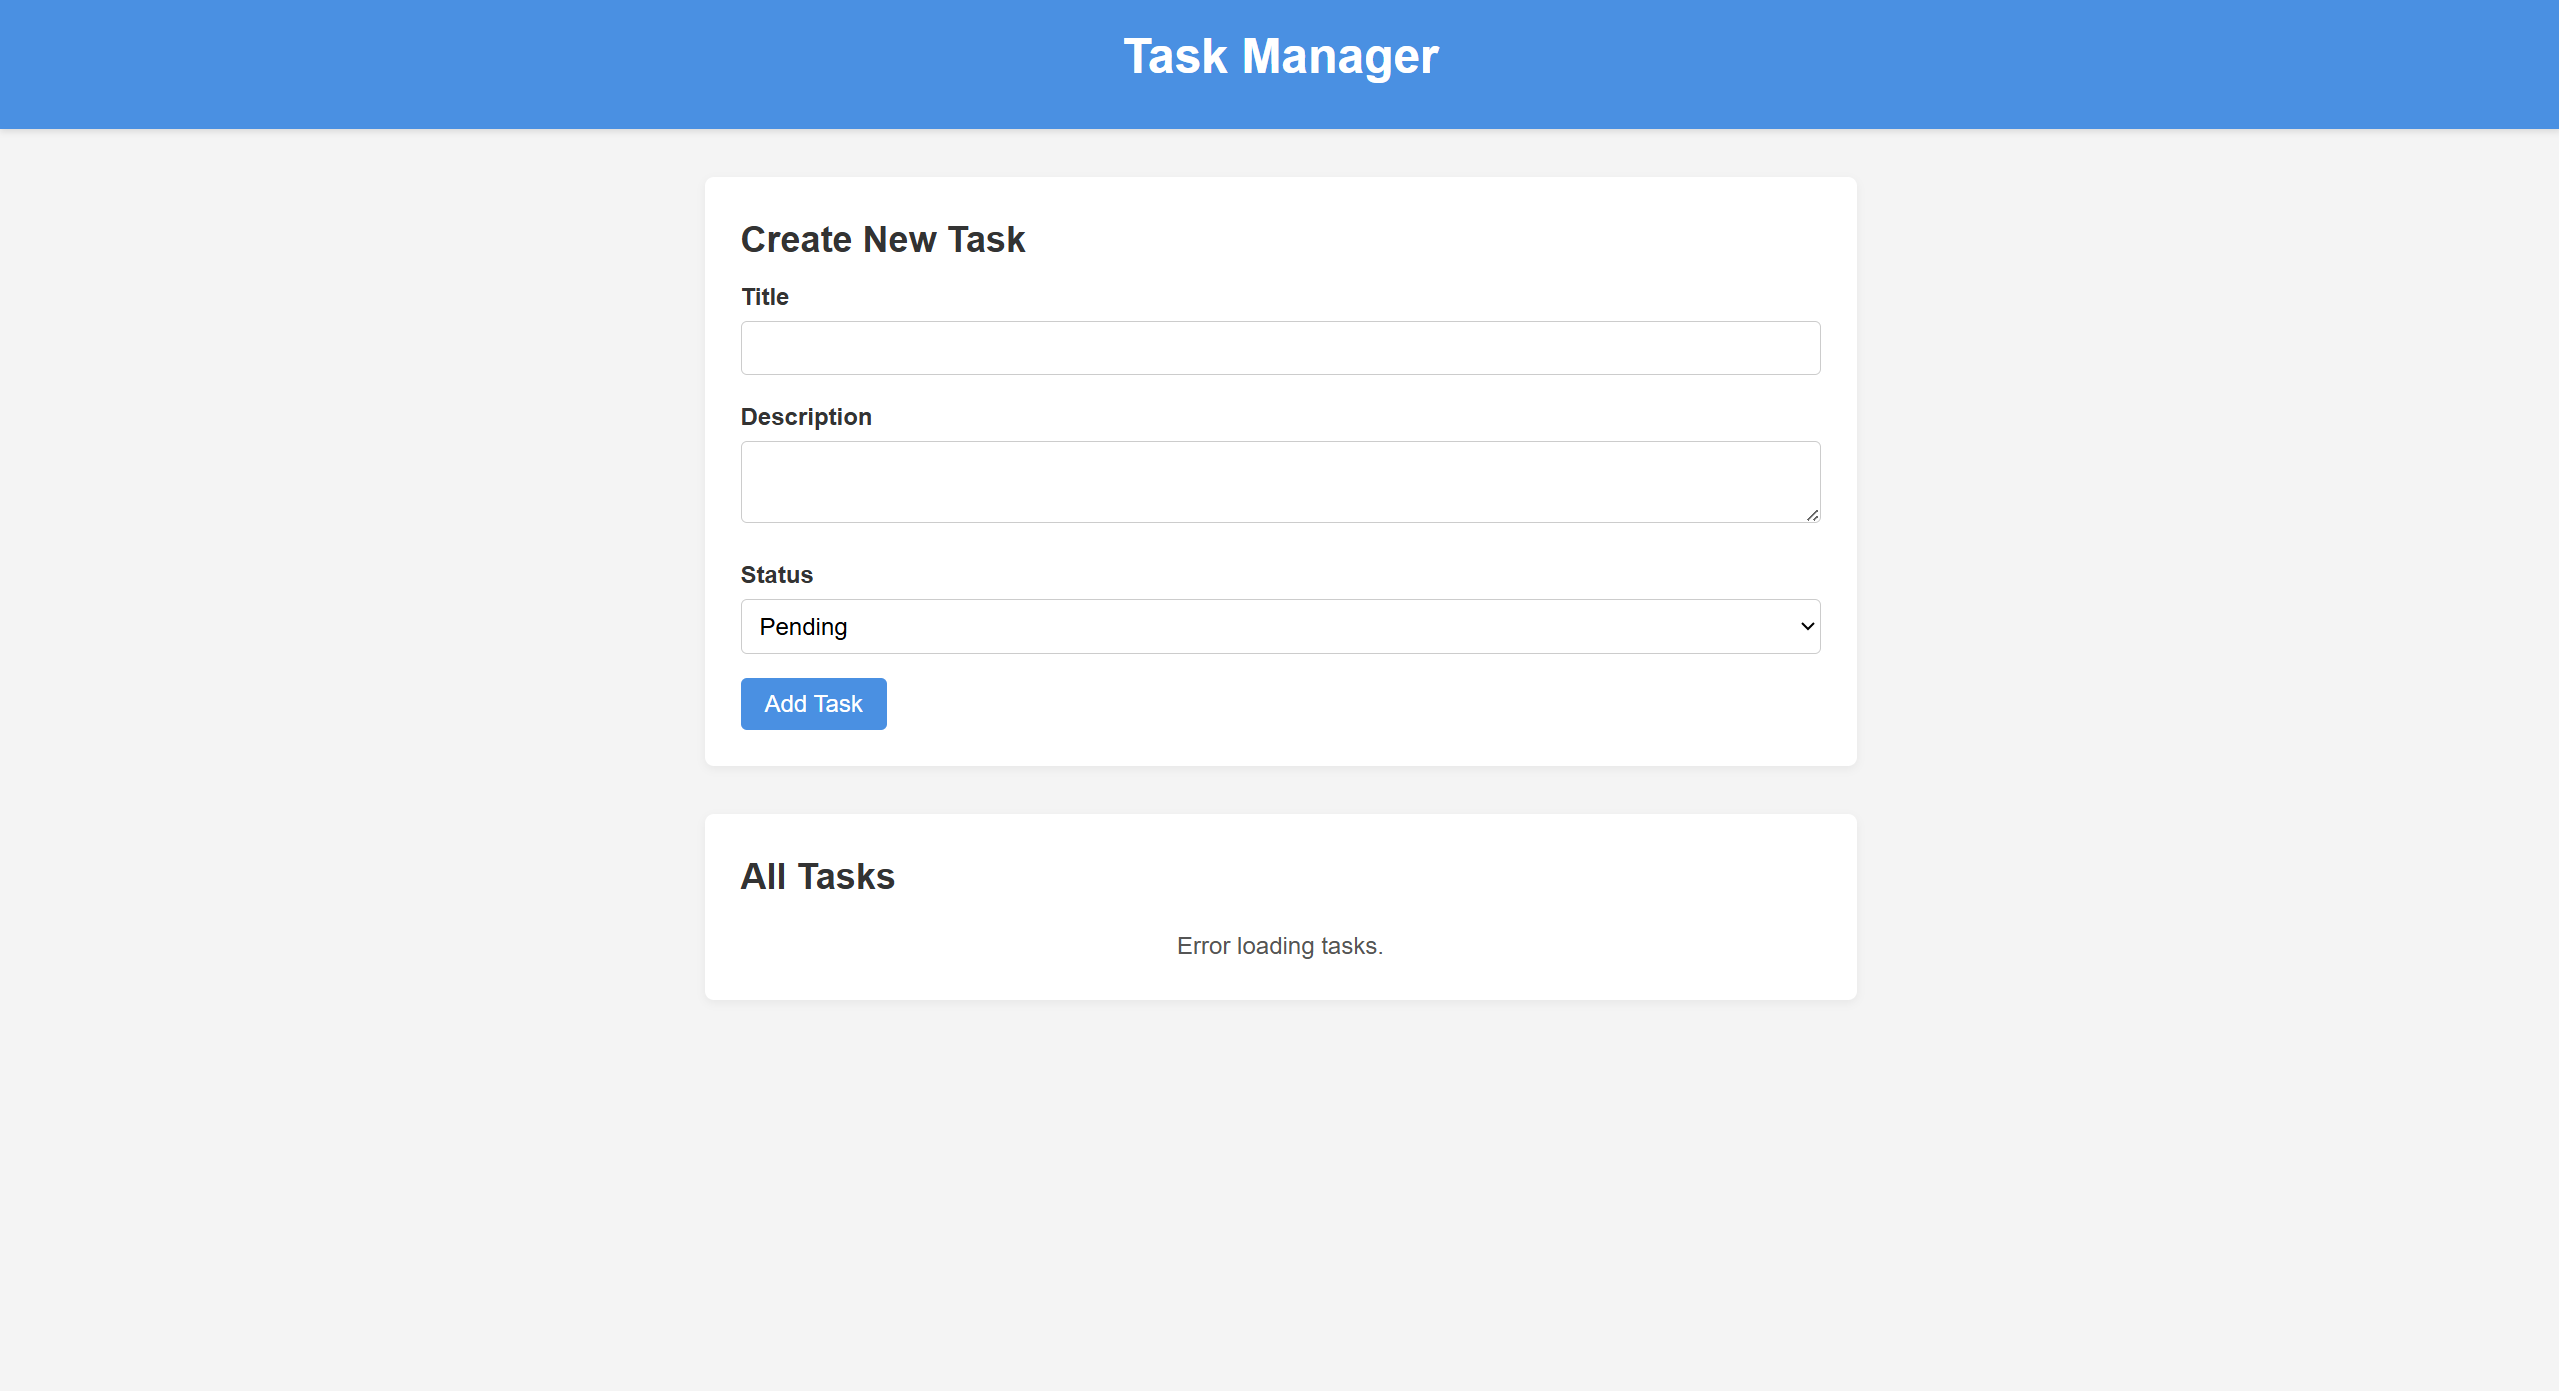 Task Manager
Create New Task
Title
Description
Status
Pending
Add Task
All Tasks
Error loading tasks.